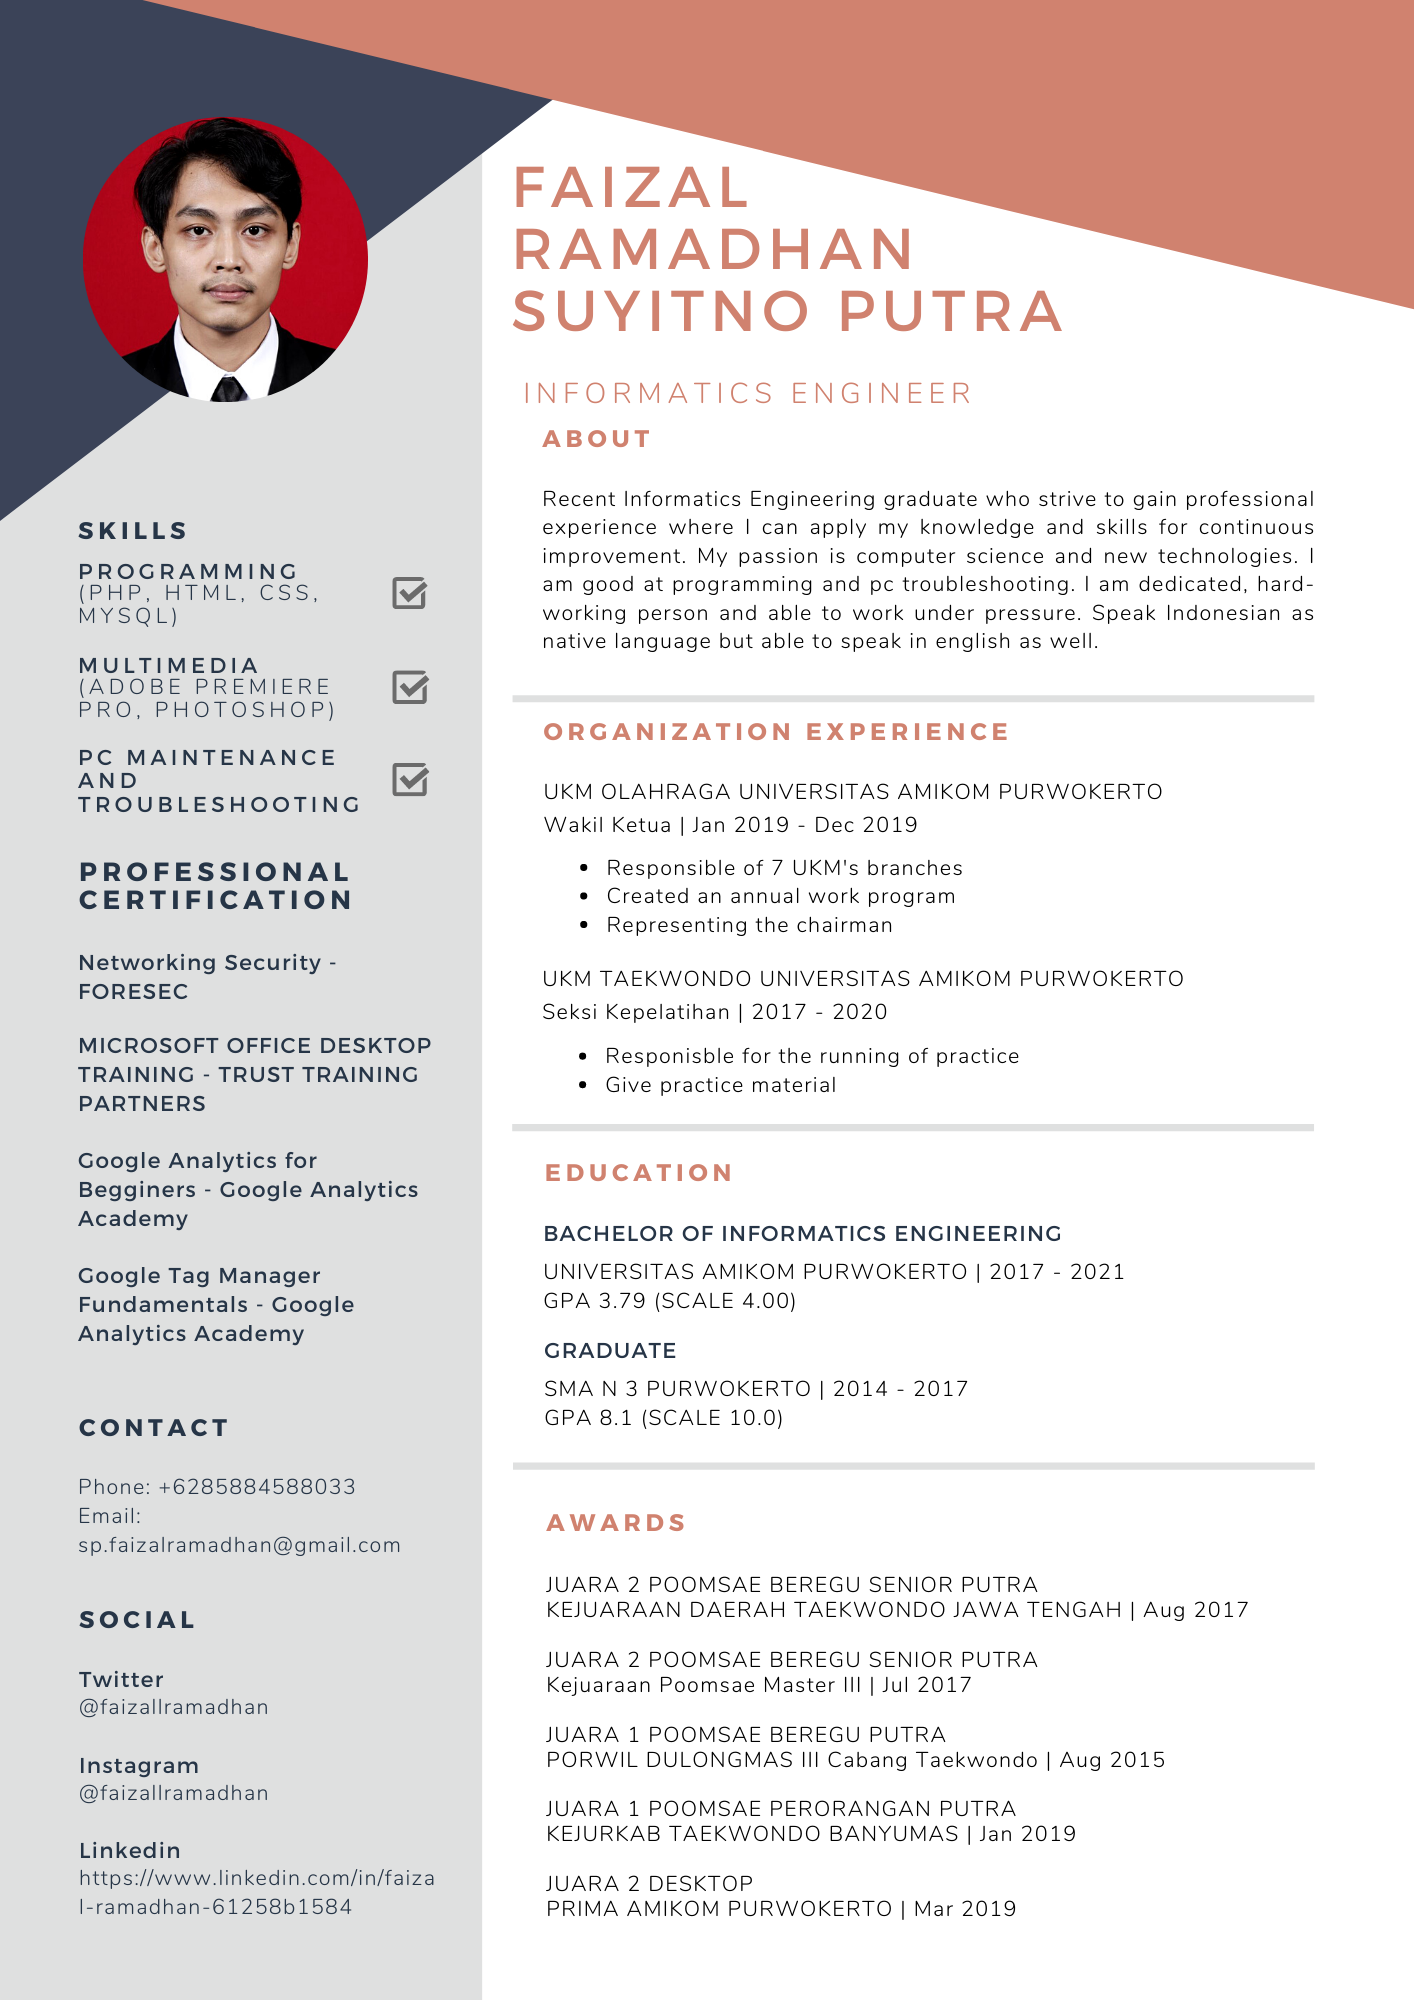 FAIZAL
RAMADHAN
SUYITNO PUTRA
INFORMATICS ENGINEER
ABOUT
Recent Informatics Engineering graduate who strive to gain professional
experience where I can apply my knowledge and skills for continuous
improvement. My passion is computer science and new technologies. I
am good at programming and pc troubleshooting. I am dedicated, hard-
working person and able to work under pressure. Speak Indonesian as
native language but able to speak in english as well.
ORGANIZATION EXPERIENCE
UKM OLAHRAGA UNIVERSITAS AMIKOM PURWOKERTO
Wakil Ketua | Jan 2019 - Dec 2019
• Responsible of 7 UKM's branches
• Created an annual work program
• Representing the chairman
UKM TAEKWONDO UNIVERSITAS AMIKOM PURWOKERTO
Seksi Kepelatihan | 2017 - 2020
• Responisble for the running of practice
• Give practice material
EDUCATION
BACHELOR OF INFORMATICS ENGINEERING
UNIVERSITAS AMIKOM PURWOKERTO | 2017 - 2021
GPA 3.79 (SCALE 4.00)
GRADUATE
SMA N 3 PURWOKERTO | 2014 - 2017
GPA 8.1 (SCALE 10.0)
AWARDS
JUARA 2 POOMSAE BEREGU SENIOR PUTRA
KEJUARAAN DAERAH TAEKWONDO JAWA TENGAH | Aug 2017
JUARA 2 POOMSAE BEREGU SENIOR PUTRA
Kejuaraan Poomsae Master III | Jul 2017
JUARA 1 POOMSAE BEREGU PUTRA
PORWIL DULONGMAS III Cabang Taekwondo | Aug 2015
JUARA 1 POOMSAE PERORANGAN PUTRA
KEJURKAB TAEKWONDO BANYUMAS | Jan 2019
JUARA 2 DESKTOP
PRIMA AMIKOM PURWOKERTO | Mar 2019
SKILLS
PROGRAMMING
(PHP, HTML, CSS,
MYSQL)
MULTIMEDIA
(ADOBE PREMIERE
PRO, PHOTOSHOP)
PC MAINTENANCE
AND
TROUBLESHOOTING
PROFESSIONAL
CERTIFICATION
Networking Security -
FORESEC
MICROSOFT OFFICE DESKTOP
TRAINING - TRUST TRAINING
PARTNERS
Google Analytics for
Begginers - Google Analytics
Academy
Google Tag Manager
Fundamentals - Google
Analytics Academy
CONTACT
Phone: +6285884588033
Email:
sp.faizalramadhan@gmail.com
SOCIAL
Twitter
@faizallramadhan
Instagram
@faizallramadhan
Linkedin
https://www.linkedin.com/in/faiza
l-ramadhan-61258b1584